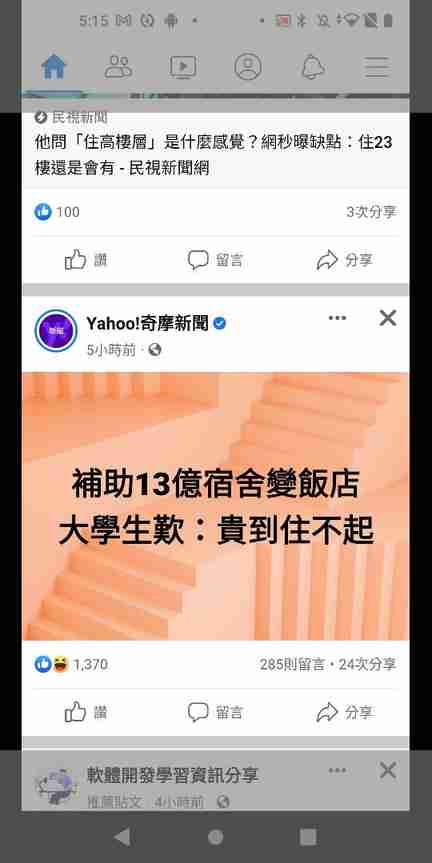 5:15
民視新聞
他問「住高樓層」是什麼感覺？網秒曝缺點：住23
樓還是會有 - 民視新聞網
100
3次分享
讚
留言
分享
Yahoo!奇摩新聞
5小時前
補助13億宿舍變飯店
大學生歎：貴到住不起
1,370
285則留言・24次分享
讚
留言
分享
軟體開發學習資訊分享
推薦貼文・4小時前